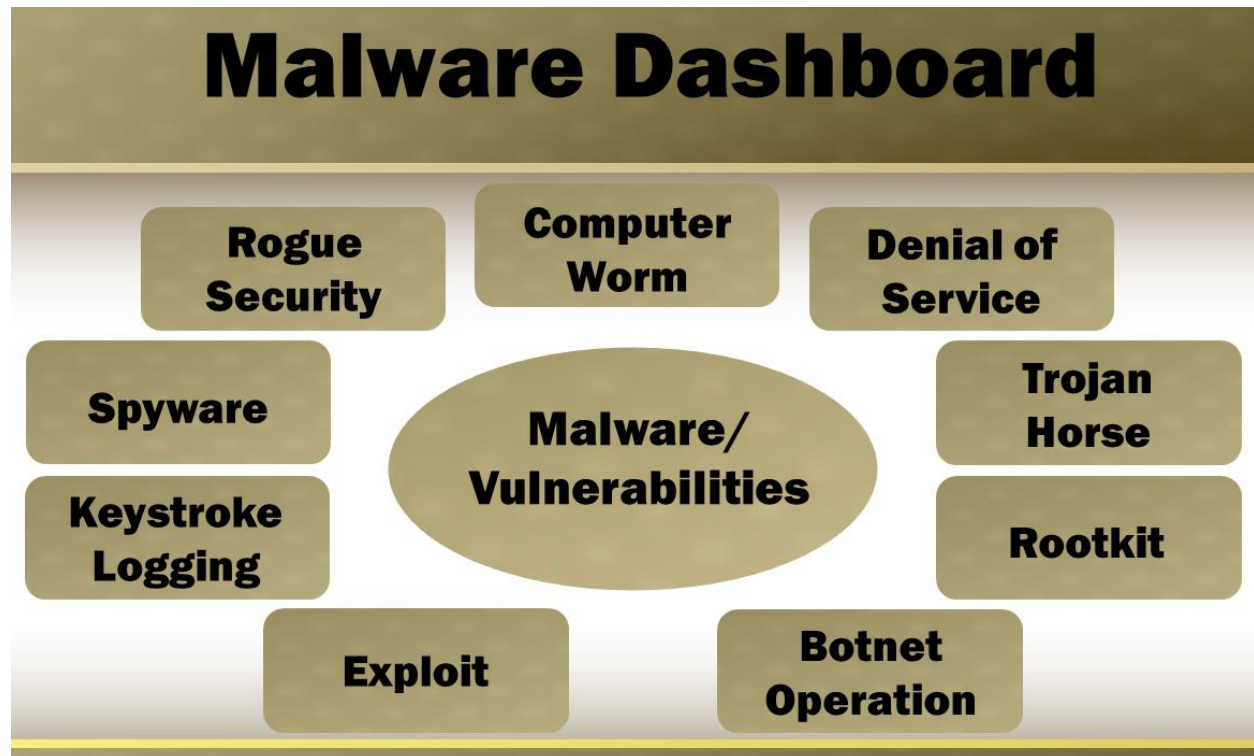 Malware Dashboard
Rogue
Security
Computer
Worm
Denial of
Service
Spyware
Malware/
Vulnerabilities
Trojan
Horse
Keystroke
Logging
Rootkit
Exploit
Botnet
Operation